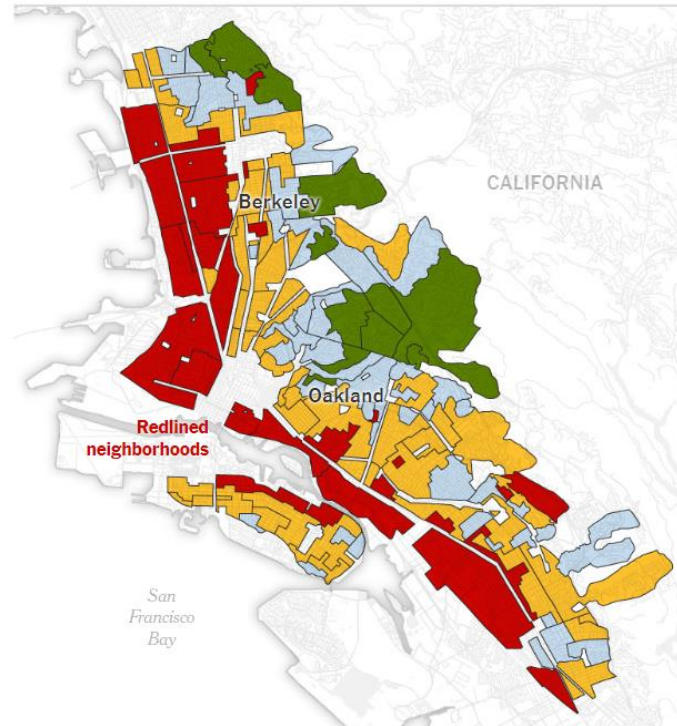 CALIFORNIA
Berkeley
Oakland
Redlined
neighborhoods
San
Francisco
Bay